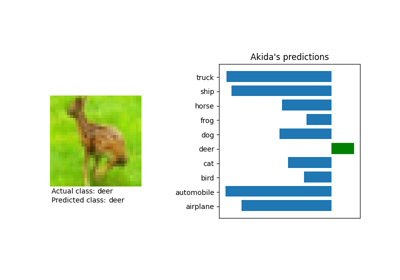 Akida's predictions
truck
ship
horse
frog
dog
deer
cat
bird
automobile
airplane
Actual class: deer
Predicted class: deer